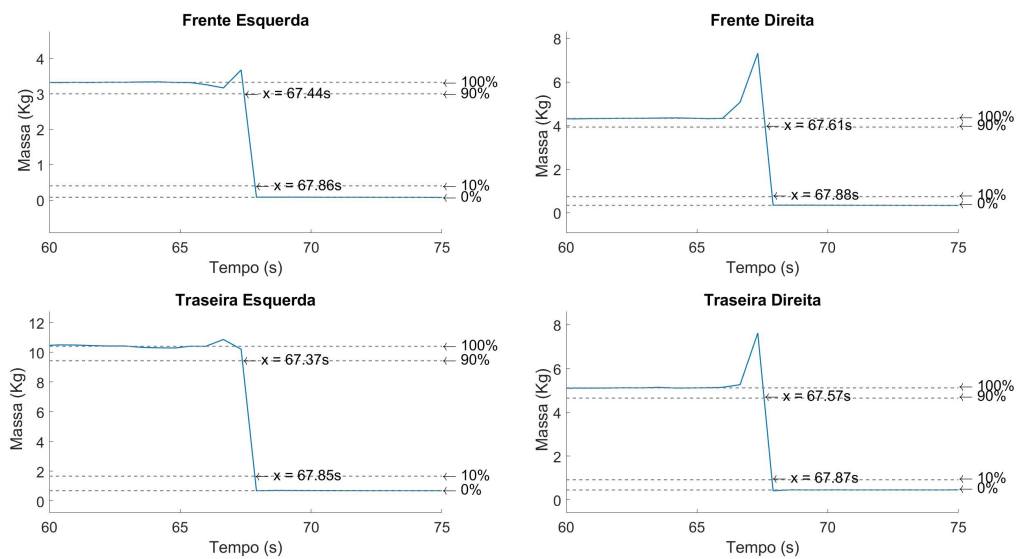 Frente Esquerda
Massa (Kg)
4
3
2
1
0
100%
90%
x = 67.44s
x = 67.86s
10%
0%
60
65
70
75
Tempo (s)
Frente Direita
Massa (Kg)
8
6
4
2
0
100%
90%
x = 67.61s
x = 67.88s
10%
0%
60
65
70
75
Tempo (s)
Traseira Esquerda
Massa (Kg)
12
10
8
6
4
2
0
100%
90%
x = 67.37s
x = 67.85s
10%
0%
60
65
70
75
Tempo (s)
Traseira Direita
Massa (Kg)
8
6
4
2
0
100%
90%
x = 67.57s
x = 67.87s
10%
0%
60
65
70
75
Tempo (s)